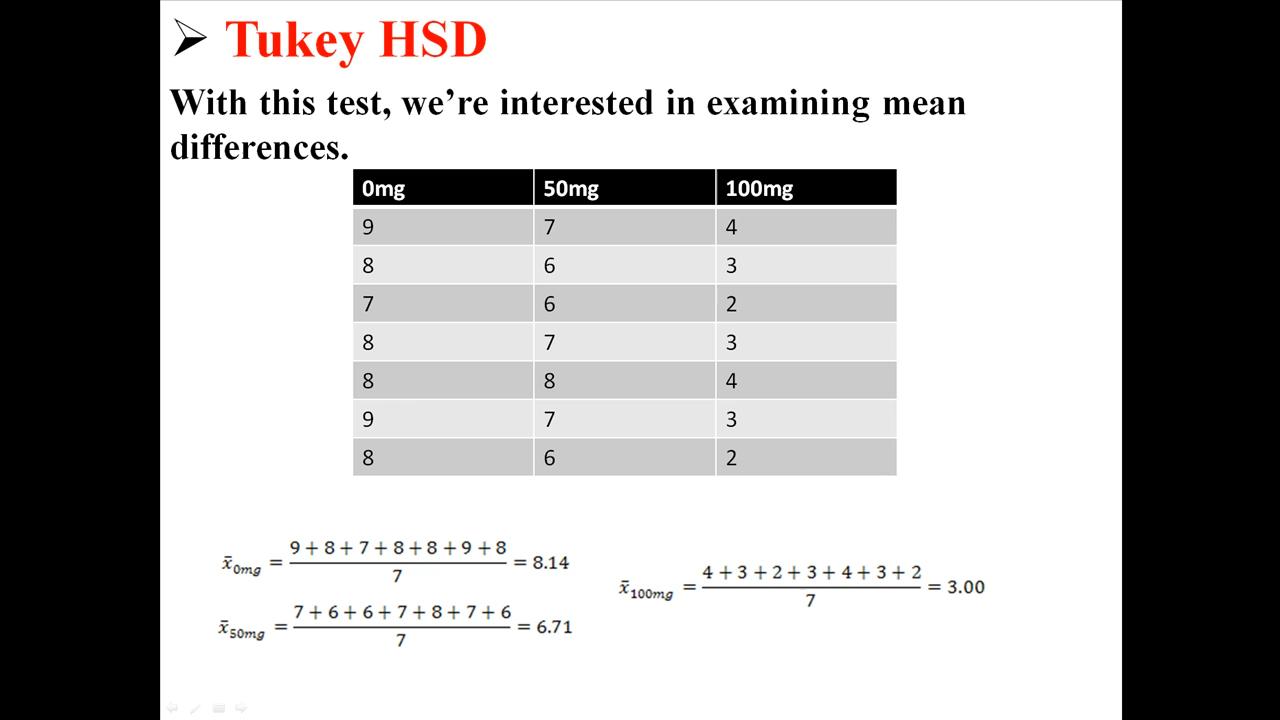 ➢ Tukey HSD
With this test, we’re interested in examining mean
differences.
0mg 50mg 100mg
9 7 4
8 6 3
7 6 2
8 7 3
8 8 4
9 7 3
8 6 2
x̄0mg = (9 + 8 + 7 + 8 + 8 + 9 + 8) / 7 = 8.14
x̄50mg = (7 + 6 + 6 + 7 + 8 + 7 + 6) / 7 = 6.71
x̄100mg = (4 + 3 + 2 + 3 + 4 + 3 + 2) / 7 = 3.00